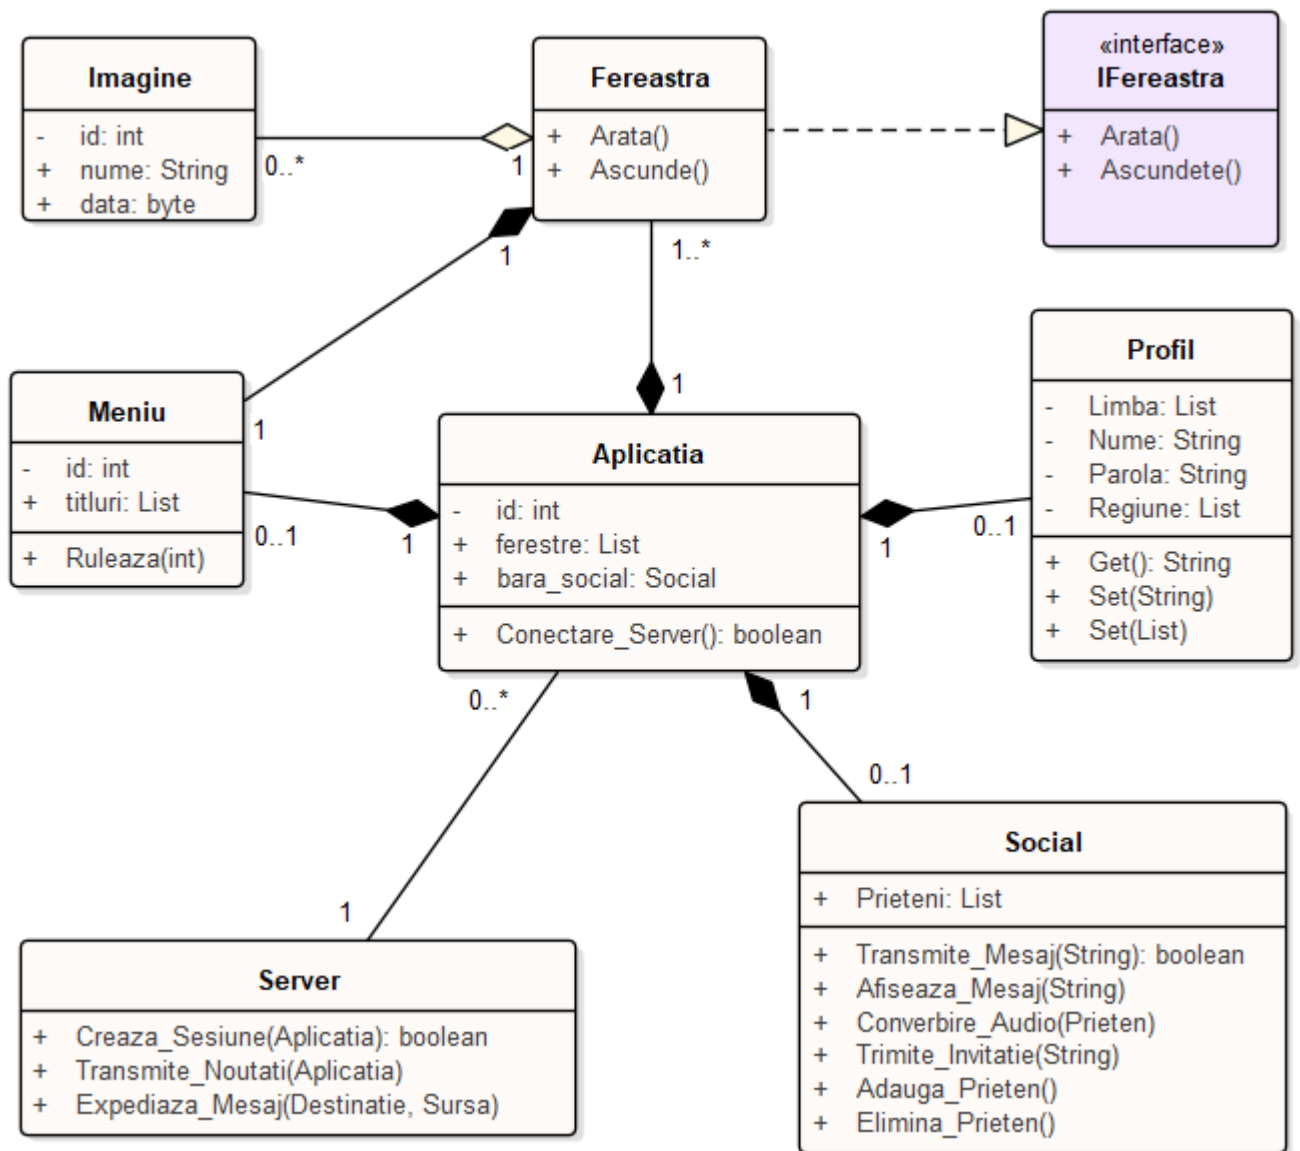 Imagine
- id: int
+ nume: String
+ data: byte
0..*
1
Fereastra
+ Arata()
+ Ascunde()
«interface»
IFereastra
+ Arata()
+ Ascundete()
1
1
1..*
1
Meniu
- id: int
+ titluri: List
+ Ruleaza(int)
0..1
1
Aplicatia
- id: int
+ ferestre: List
+ bara_social: Social
+ Conectare_Server(): boolean
1
0..1
Profil
- Limba: List
- Nume: String
- Parola: String
- Regiune: List
+ Get(): String
+ Set(String)
+ Set(List)
0..*
1
1
0..1
Server
+ Creaza_Sesiune(Aplicatia): boolean
+ Transmite_Noutati(Aplicatia)
+ Expediaza_Mesaj(Destinatie, Sursa)
Social
+ Prieteni: List
+ Transmite_Mesaj(String): boolean
+ Afiseaza_Mesaj(String)
+ Converbire_Audio(Prieten)
+ Trimite_Invitatie(String)
+ Adauga_Prieten()
+ Elimina_Prieten()